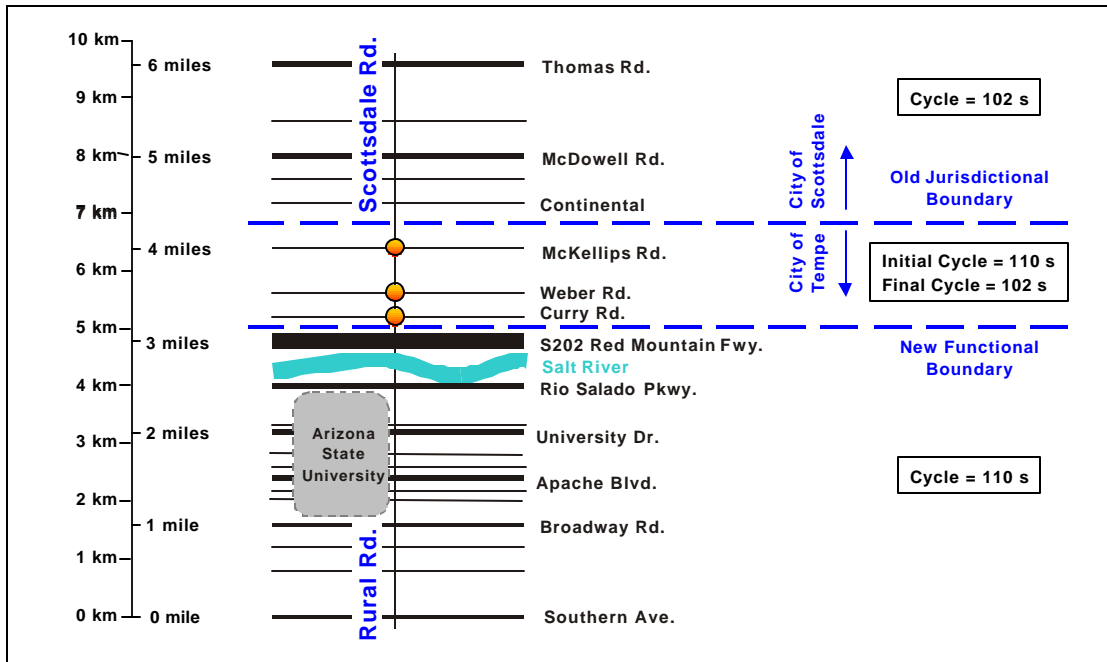 10 km
9 km
8 km
7 km
6 km
5 km
4 km
3 km
2 km
1 km
0 km
6 miles
5 miles
4 miles
3 miles
2 miles
1 mile
0 mile
Scottsdale Rd.
Rural Rd.
Arizona
State
University
Thomas Rd.
McDowell Rd.
Continental
McKellips Rd.
Weber Rd.
Curry Rd.
S202 Red Mountain Fwy.
Salt River
Rio Salado Pkwy.
University Dr.
Apache Blvd.
Broadway Rd.
Southern Ave.
City of
Scottsdale
City of
Tempe
Cycle = 102 s
Old Jurisdictional
Boundary
Initial Cycle = 110 s
Final Cycle = 102 s
New Functional
Boundary
Cycle = 110 s